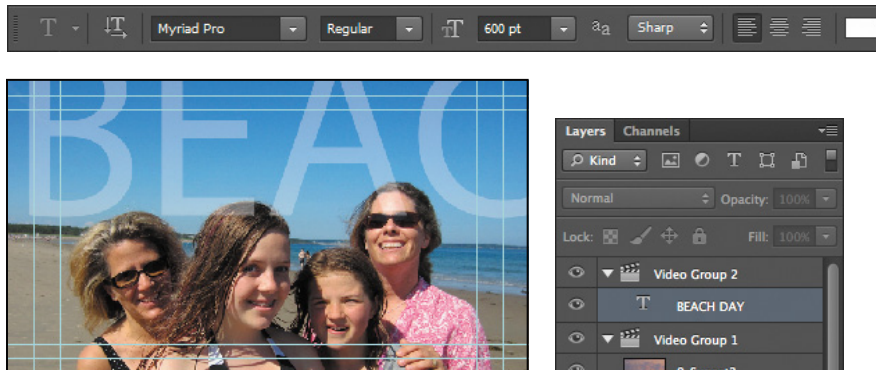 T Myriad Pro Regular 600 pt aa Sharp
BEAC
Layers Channels
Kind
Normal Opacity: 100%
Lock: Fill: 100%
Video Group 2
T BEACH DAY
Video Group 1